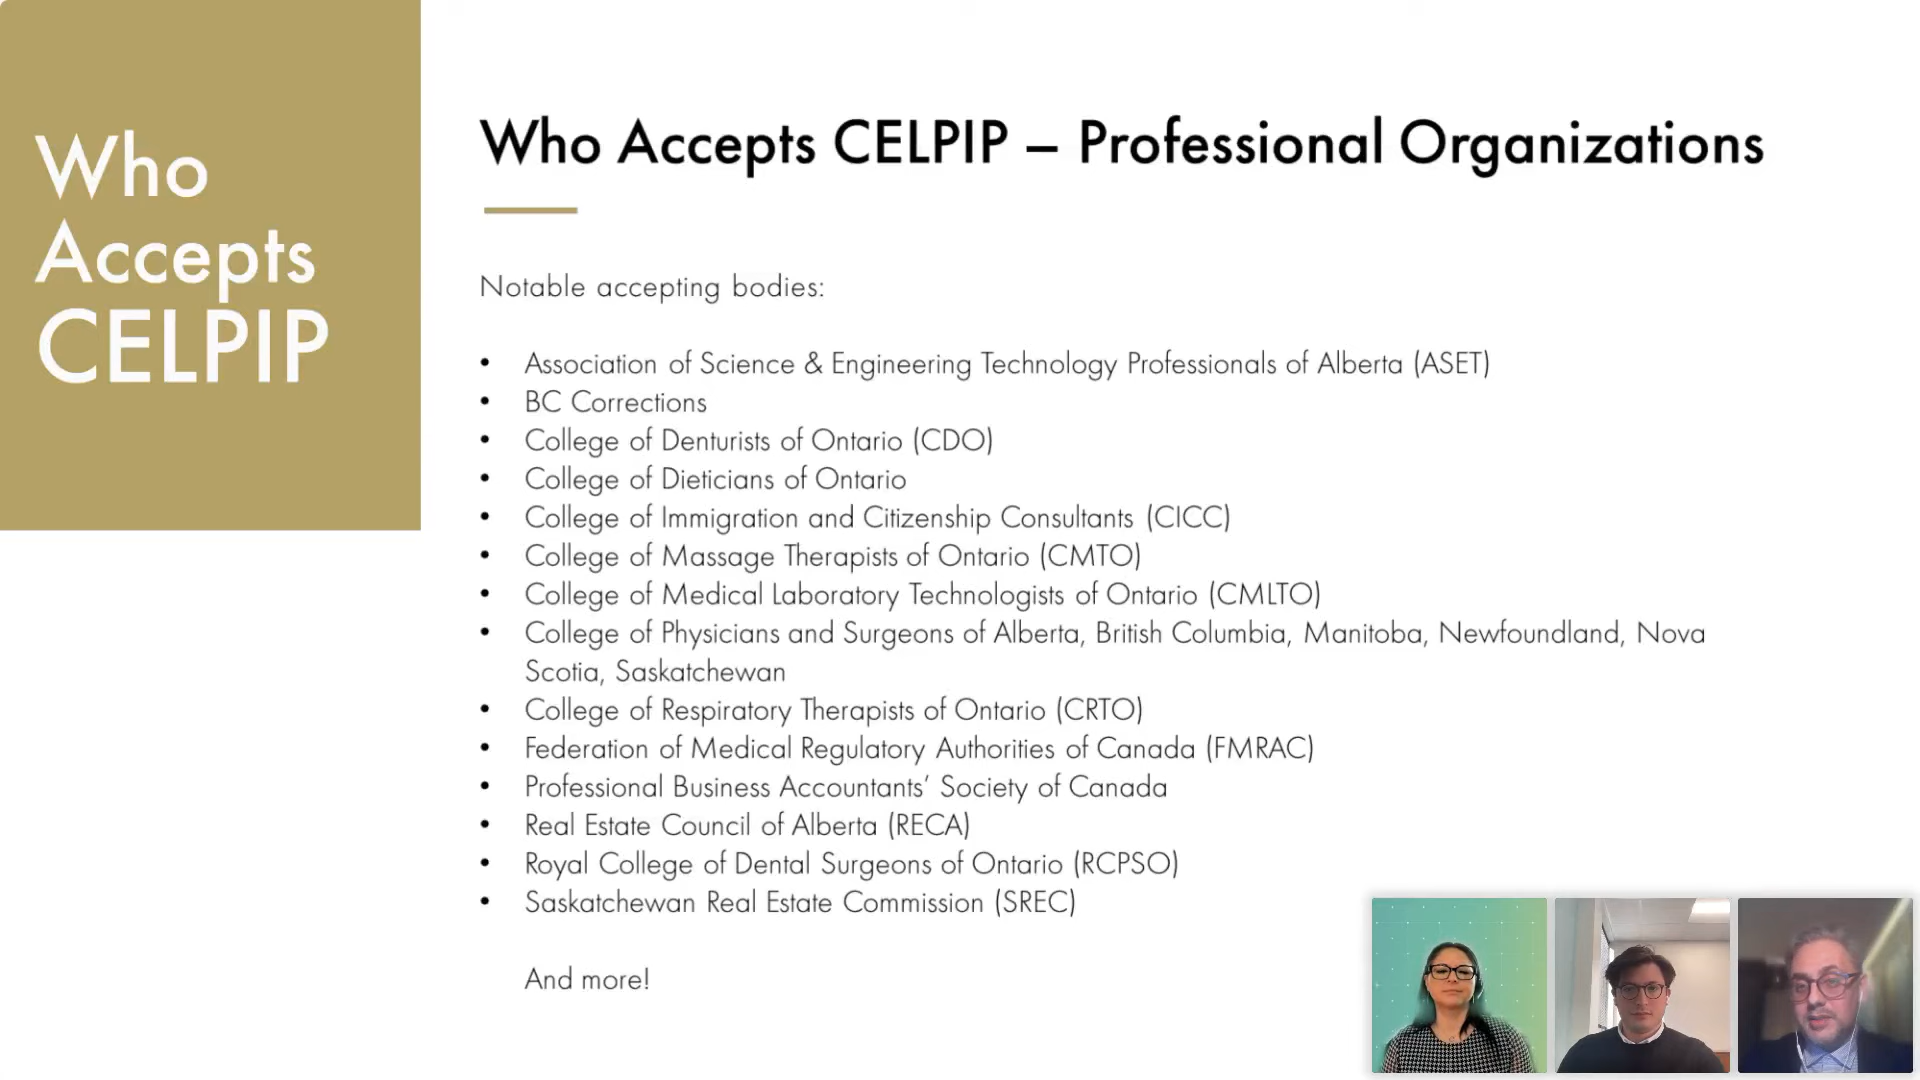 Who
Accepts
CELPIP
Who Accepts CELPIP – Professional Organizations
Notable accepting bodies:
• Association of Science & Engineering Technology Professionals of Alberta (ASET)
• BC Corrections
• College of Denturists of Ontario (CDO)
• College of Dieticians of Ontario
• College of Immigration and Citizenship Consultants (CICC)
• College of Massage Therapists of Ontario (CMTO)
• College of Medical Laboratory Technologists of Ontario (CMLTO)
• College of Physicians and Surgeons of Alberta, British Columbia, Manitoba, Newfoundland, Nova
Scotia, Saskatchewan
• College of Respiratory Therapists of Ontario (CRTO)
• Federation of Medical Regulatory Authorities of Canada (FMRAC)
• Professional Business Accountants’ Society of Canada
• Real Estate Council of Alberta (RECA)
• Royal College of Dental Surgeons of Ontario (RCPSO)
• Saskatchewan Real Estate Commission (SREC)
And more!